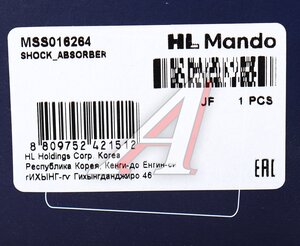 MSS016264
SHOCK_ABSORBER
HL Mando
JF 1 PCS
8 809752 421512
HL Holdings Corp. Korea
Республика Корея, Кенги-до Енгин-си
гИХЫНГ-гу Гихынгданджиро 46
EAC